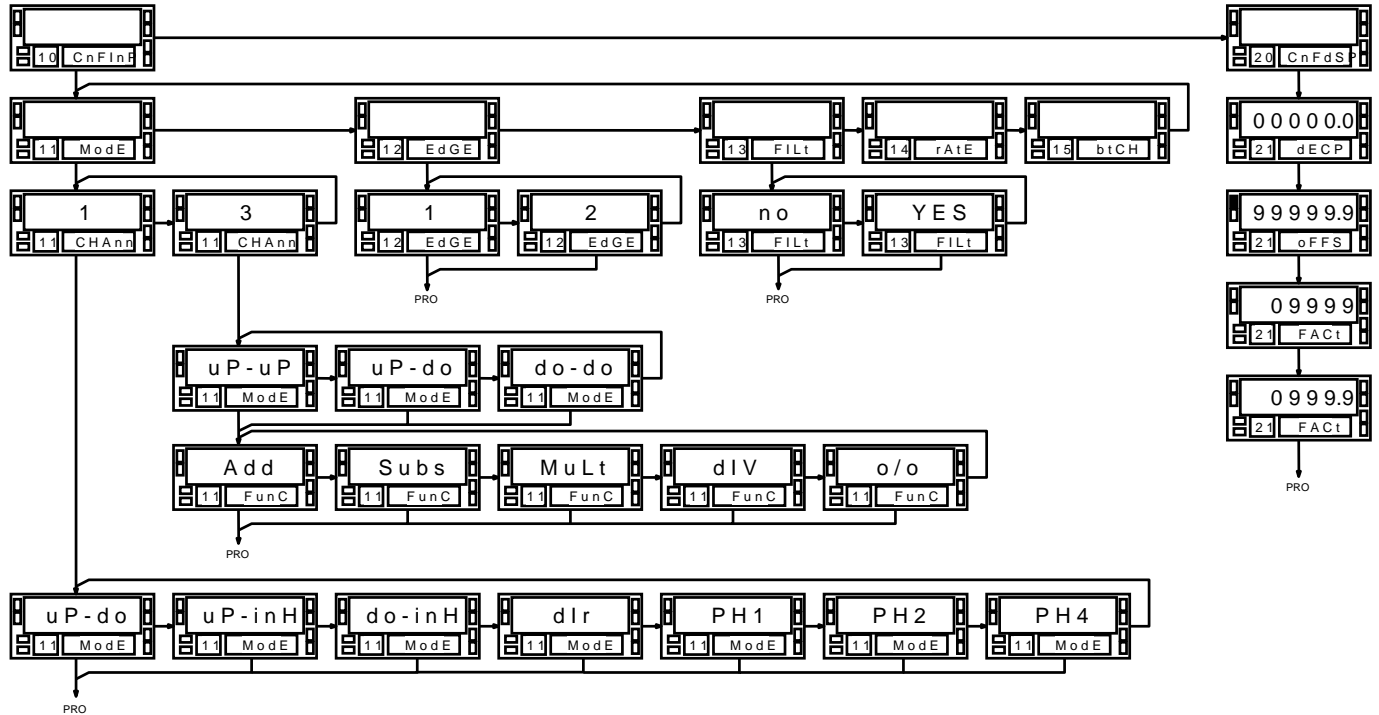 10 CnFInP
20 CnFdSP
11 ModE
12 EdGE
13 FILt
14 rAtE
15 btCH
00000.0
21 dECP
1
11 CHAnn
3
11 CHAnn
1
12 EdGE
2
12 EdGE
no
13 FILt
YES
13 FILt
99999.9
21 oFFS
PRO
PRO
09999
21 FACt
uP-uP
11 ModE
uP-do
11 ModE
do-do
11 ModE
0999.9
21 FACt
Add
11 FunC
Subs
11 FunC
MuLt
11 FunC
dIV
11 FunC
o/o
11 FunC
PRO
PRO
uP-do
11 ModE
uP-inH
11 ModE
do-inH
11 ModE
dIr
11 ModE
PH1
11 ModE
PH2
11 ModE
PH4
11 ModE
PRO